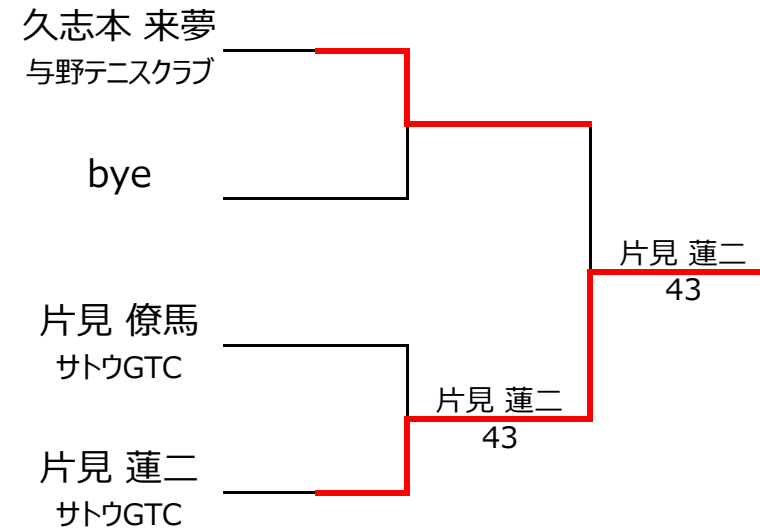 久志本 来夢
与野テニスクラブ
bye
片見 蓮二
43
片見 僚馬
サトウGTC
片見 蓮二
43
片見 蓮二
サトウGTC